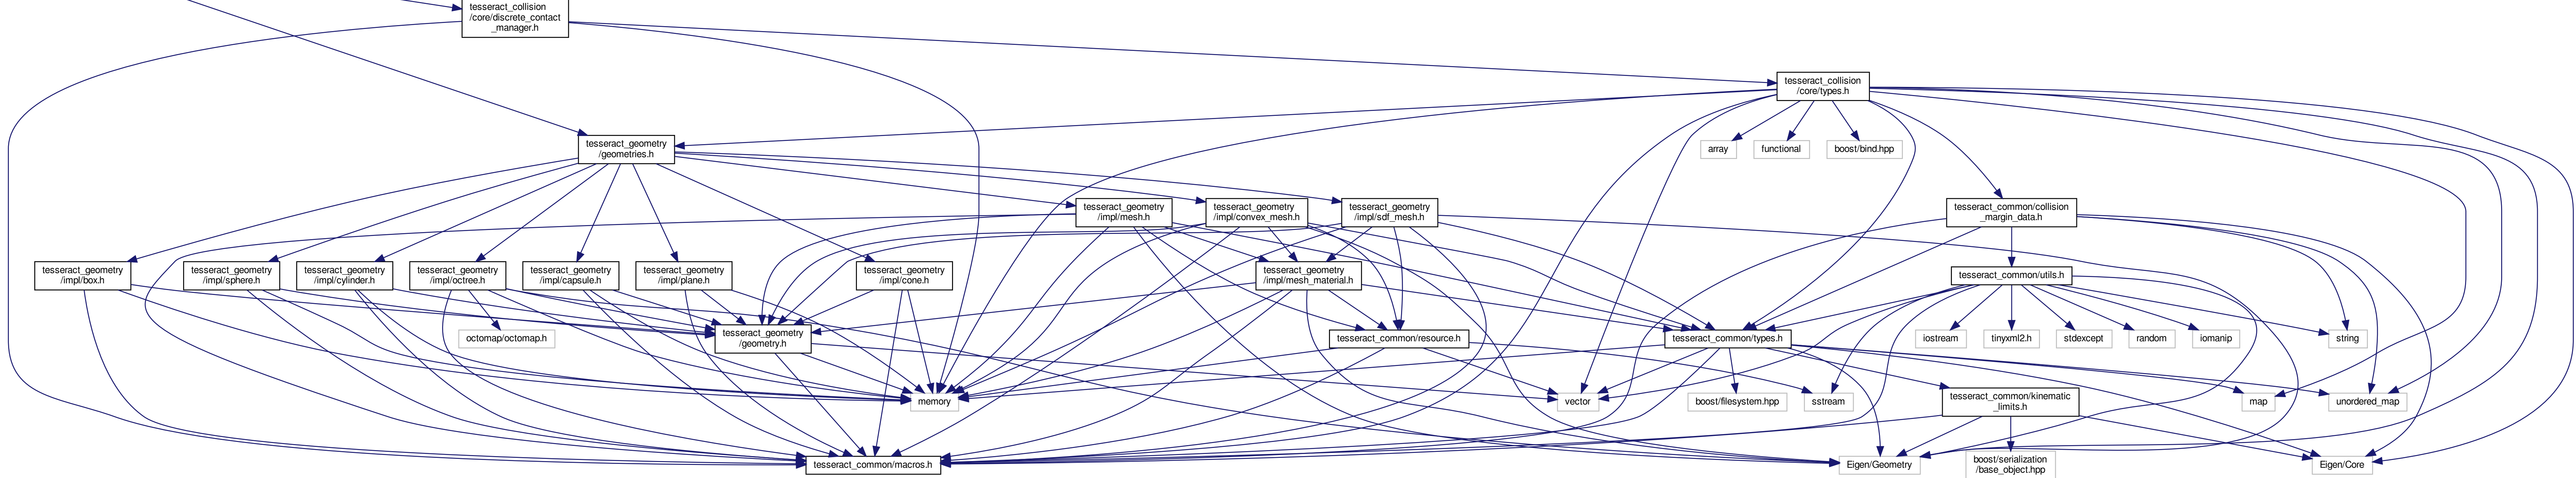 tesseract_collision
/core/discrete_contact
_manager.h
tesseract_collision
/core/types.h
tesseract_geometry
/geometries.h
array
functional
boost/bind.hpp
tesseract_geometry
/impl/mesh.h
tesseract_geometry
/impl/convex_mesh.h
tesseract_geometry
/impl/sdf_mesh.h
tesseract_common/collision
_margin_data.h
tesseract_geometry
/impl/box.h
tesseract_geometry
/impl/sphere.h
tesseract_geometry
/impl/cylinder.h
tesseract_geometry
/impl/octree.h
tesseract_geometry
/impl/capsule.h
tesseract_geometry
/impl/plane.h
tesseract_geometry
/impl/cone.h
tesseract_geometry
/impl/mesh_material.h
tesseract_common/utils.h
octomap/octomap.h
tesseract_geometry
/geometry.h
tesseract_common/resource.h
tesseract_common/types.h
iostream
tinyxml2.h
stdexcept
random
iomanip
string
memory
vector
boost/filesystem.hpp
sstream
tesseract_common/kinematic
_limits.h
map
unordered_map
tesseract_common/macros.h
Eigen/Geometry
boost/serialization
/base_object.hpp
Eigen/Core